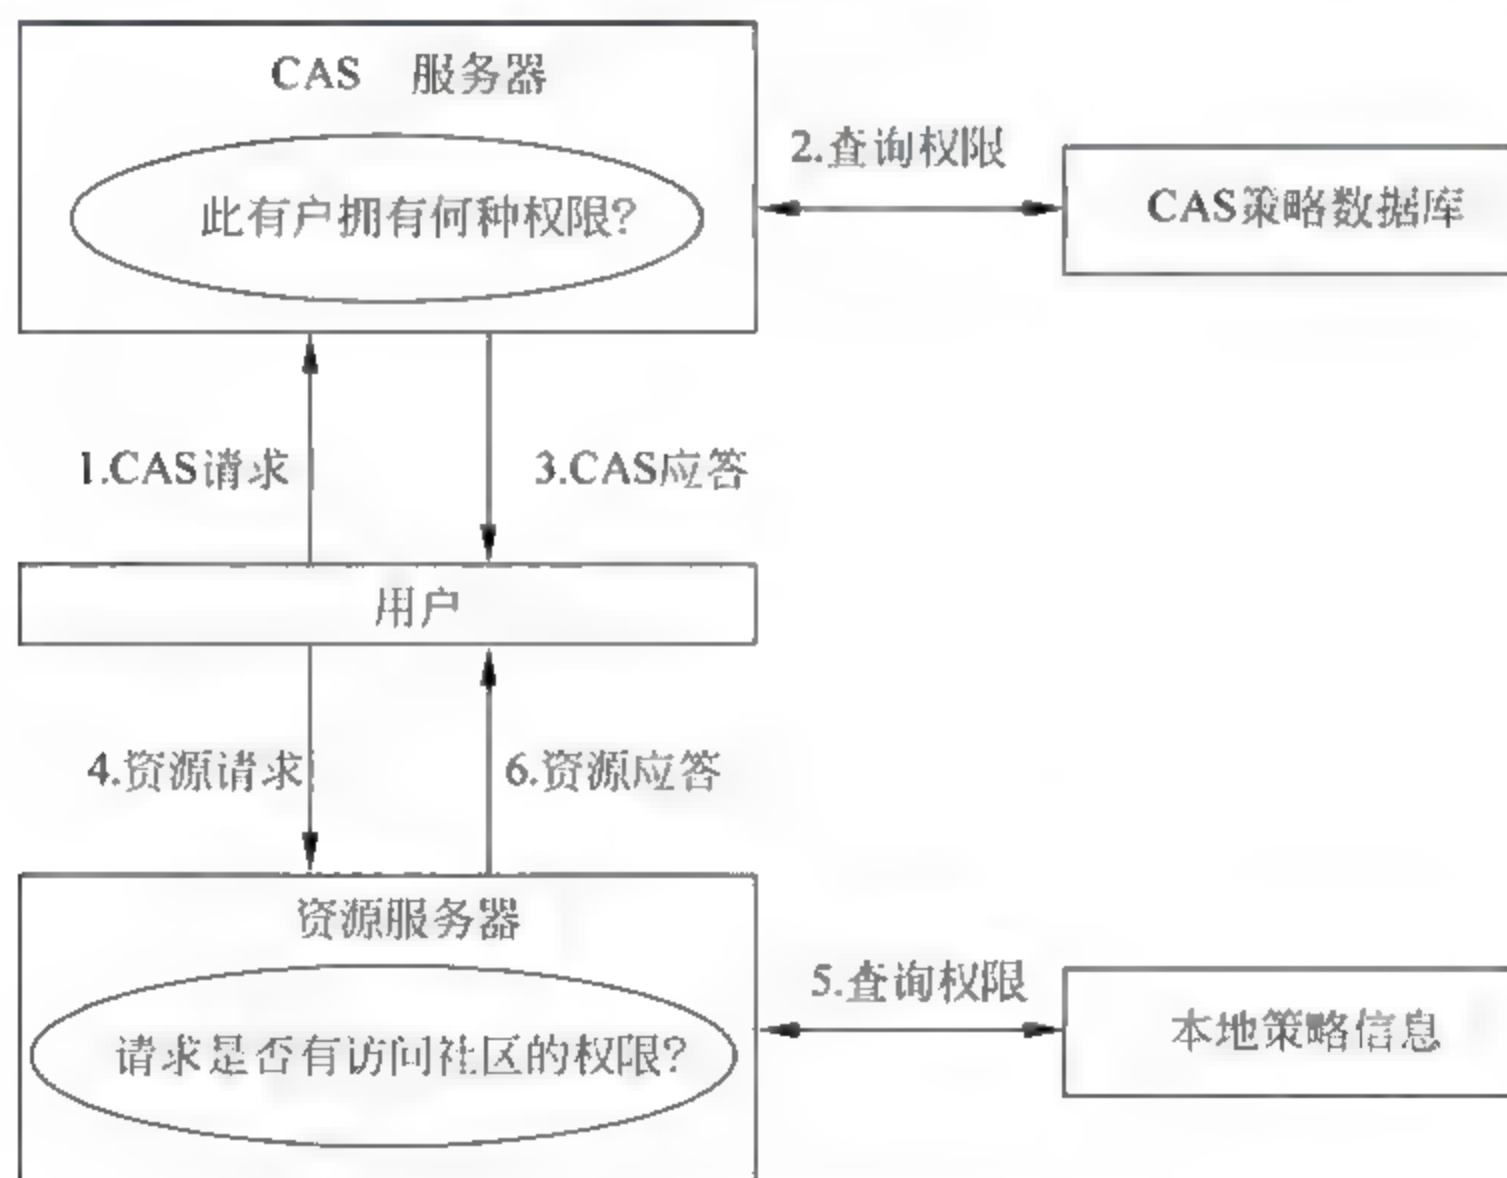 CAS 服务器
2.查询权限
此有户拥有何种权限?
CAS策略数据库
1.CAS请求
3.CAS应答
用户
4.资源请求
6.资源应答
资源服务器
5.查询权限
请求是否有访问社区的权限?
本地策略信息